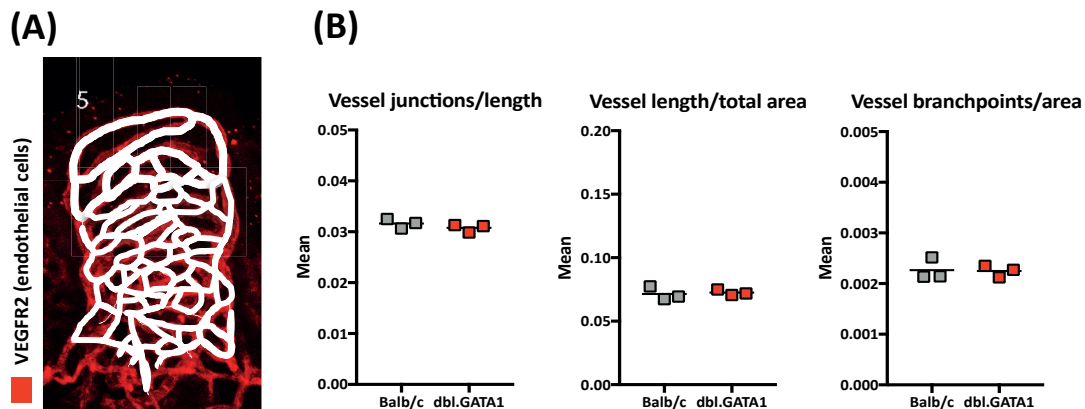 (A)
(B)
VEGFR2 (endothelial cells)
5
Vessel junctions/length
Mean
0.05
0.04
0.03
0.02
0.01
0.00
Balb/c dbl.GATA1
Vessel length/total area
Mean
0.20
0.15
0.10
0.05
0.00
Balb/c dbl.GATA1
Vessel branchpoints/area
Mean
0.005
0.004
0.003
0.002
0.001
0.000
Balb/c dbl.GATA1